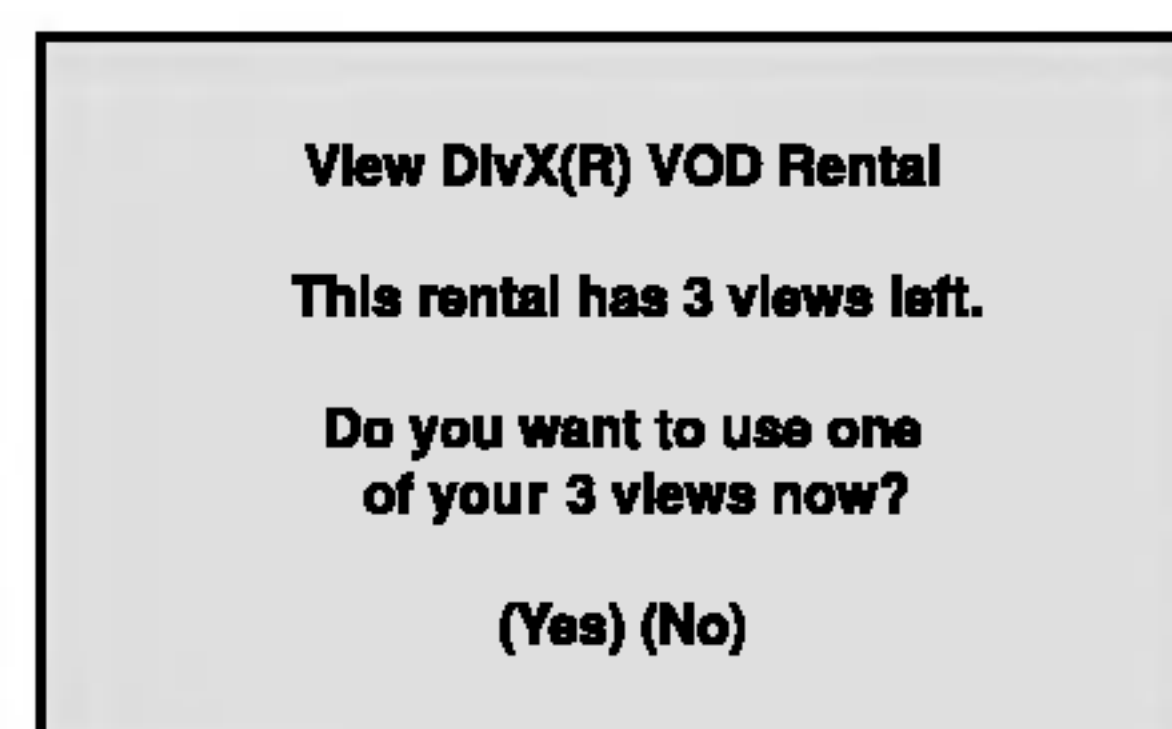 View DivX(R) VOD Rental
This rental has 3 views left.
Do you want to use one
of your 3 views now?
(Yes) (No)